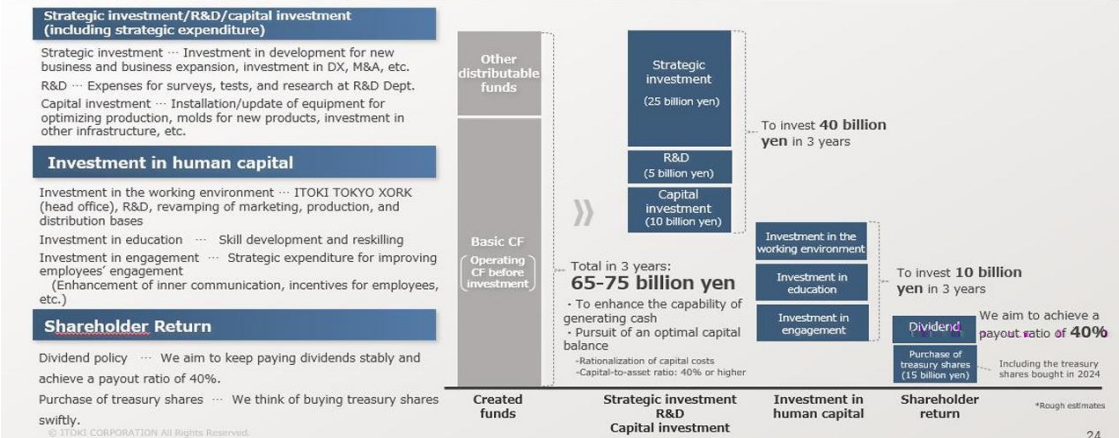 Strategic investment/R&D/capital investment
(including strategic expenditure)
Strategic investment ··· Investment in development for new
business and business expansion, investment in DX, M&A, etc.
R&D ··· Expenses for surveys, tests, and research at R&D Dept.
Capital investment ··· Installation/update of equipment for
optimizing production, molds for new products, investment in
other infrastructure, etc.
Investment in human capital
Investment in the working environment ··· ITOKI TOKYO XORK
(head office), R&D, revamping of marketing, production, and
distribution bases
Investment in education ··· Skill development and reskilling
Investment in engagement ··· Strategic expenditure for improving
employees' engagement
(Enhancement of inner communication, incentives for employees,
etc.)
Shareholder Return
Dividend policy ··· We aim to keep paying dividends stably and
achieve a payout ratio of 40%.
Purchase of treasury shares ··· We think of buying treasury shares
swiftly.
© ITOKI CORPORATION All Rights Reserved.
Other
distributable
funds
Basic CF
Operating
CF before
investment
Created
funds
Total in 3 years:
65-75 billion yen
・To enhance the capability of
generating cash
・Pursuit of an optimal capital
balance
-Rationalization of capital costs
-Capital-to-asset ratio: 40% or higher
Strategic
investment
(25 billion yen)
R&D
(5 billion yen)
Capital
investment
(10 billion yen)
To invest 40 billion
yen in 3 years
Strategic investment
R&D
Capital investment
Investment in the
working environment
Investment in
education
Investment in
engagement
To invest 10 billion
yen in 3 years
Investment in
human capital
Dividend
We aim to achieve a
payout ratio of 40%
Purchase of
treasury shares
(15 billion yen)
Including the treasury
shares bought in 2024
Shareholder
return
*Rough estimates
24